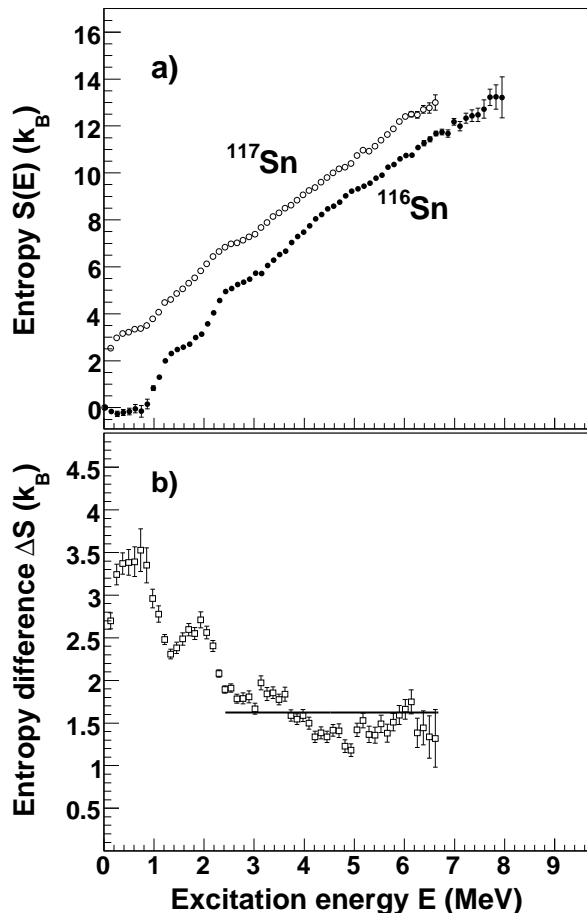 Entropy S(E) (k_B)
16
14
12
10
8
6
4
2
0
a)
¹¹⁷Sn
¹¹⁶Sn
Entropy difference ΔS (k_B)
4.5
4
3.5
3
2.5
2
1.5
1
0.5
b)
0 1 2 3 4 5 6 7 8 9
Excitation energy E (MeV)